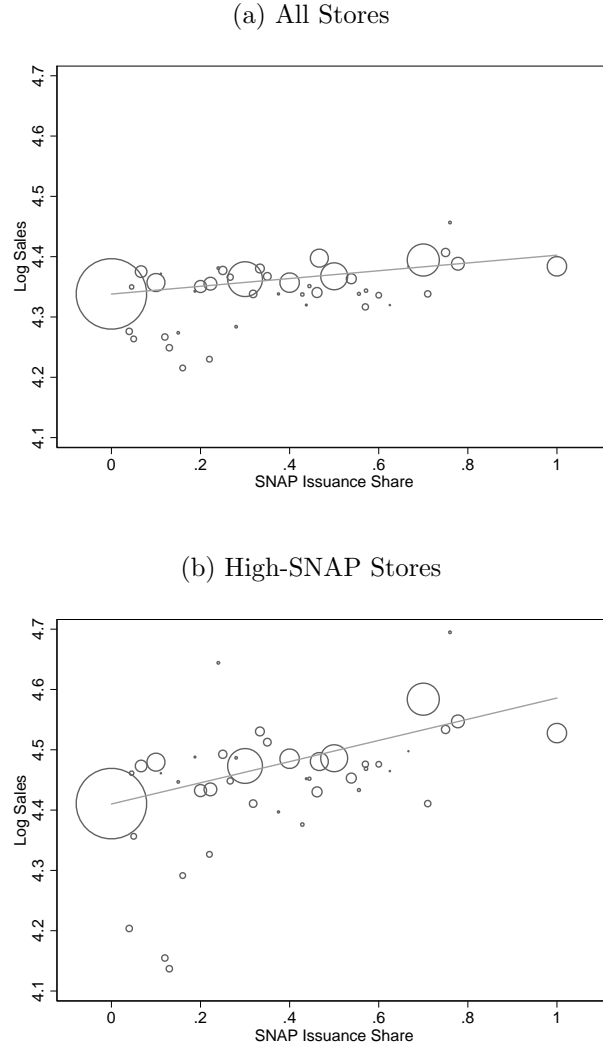 (a) All Stores
4.7
4.6
4.5
4.4
4.3
4.2
4.1
Log Sales
0 .2 .4 .6 .8 1
SNAP Issuance Share
(b) High-SNAP Stores
4.7
4.6
4.5
4.4
4.3
4.2
4.1
Log Sales
0 .2 .4 .6 .8 1
SNAP Issuance Share